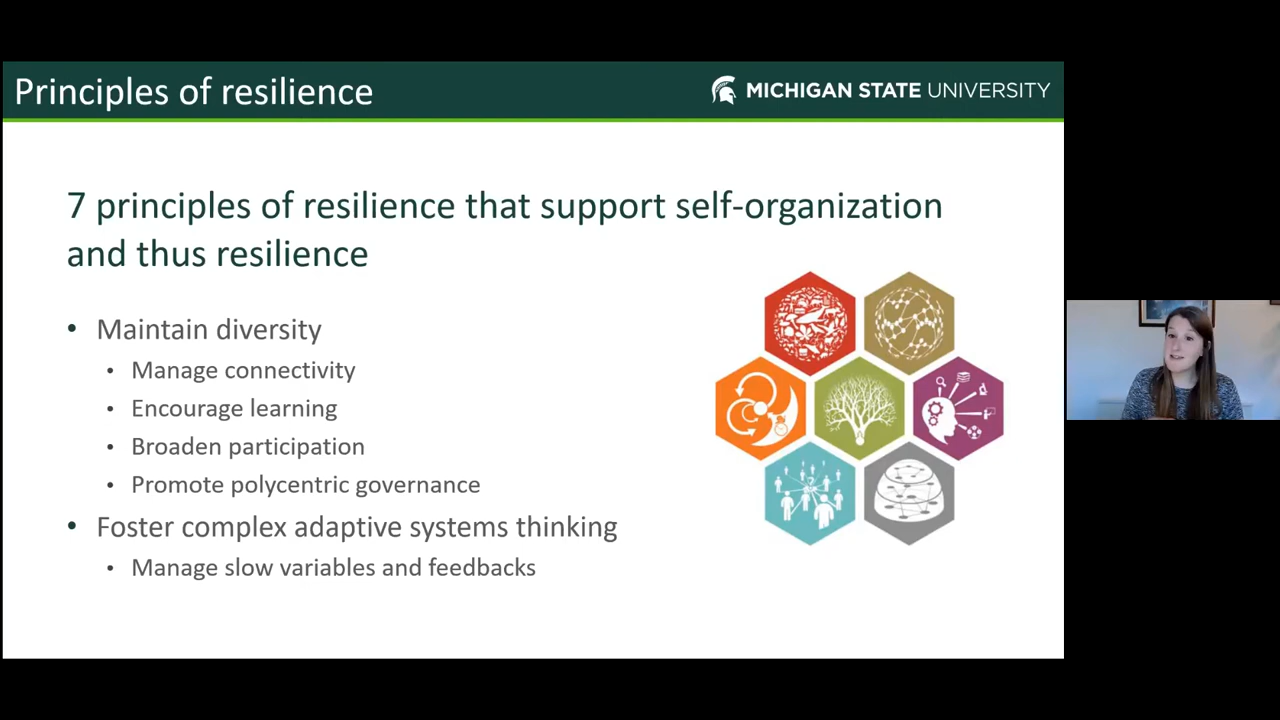 Principles of resilience
MICHIGAN STATE UNIVERSITY
7 principles of resilience that support self-organization
and thus resilience
• Maintain diversity
• Manage connectivity
• Encourage learning
• Broaden participation
• Promote polycentric governance
• Foster complex adaptive systems thinking
• Manage slow variables and feedbacks